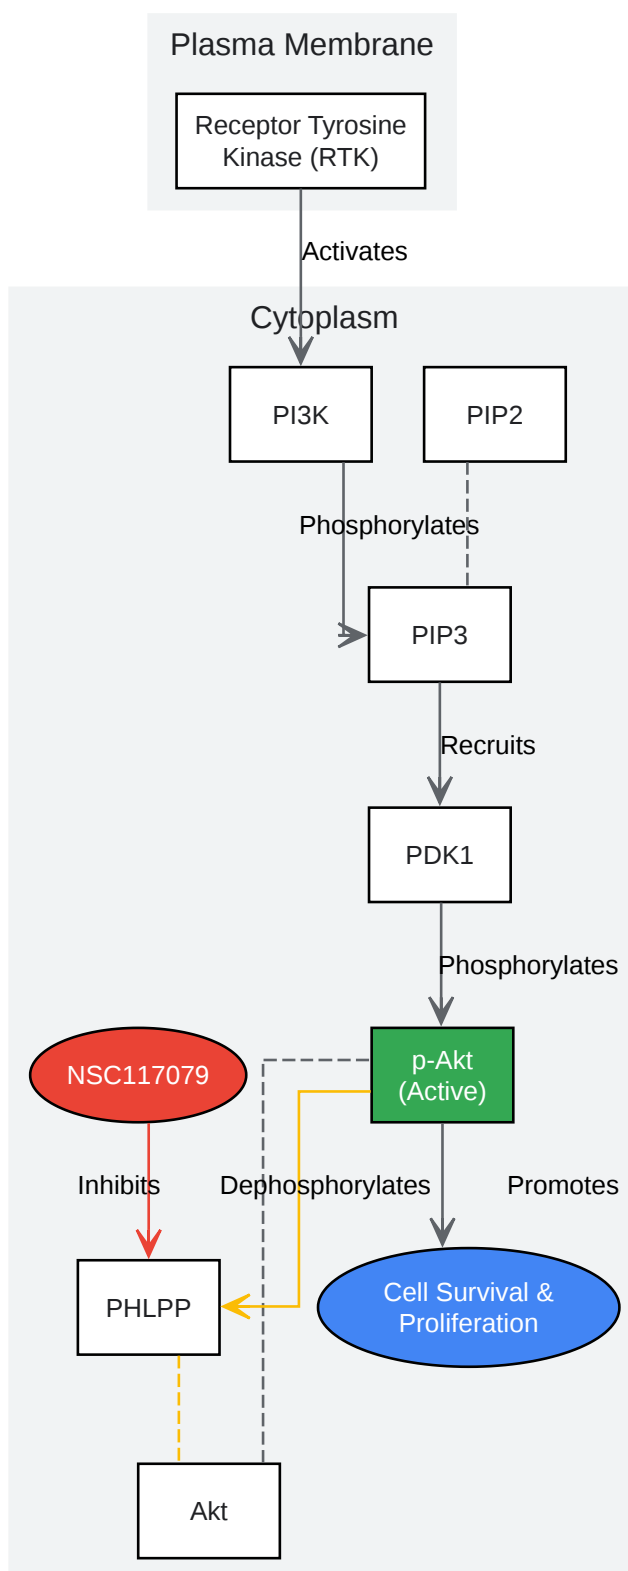 Plasma Membrane
Receptor Tyrosine
Kinase (RTK)
Activates
Cytoplasm
PI3K
PIP2
Phosphorylates
PIP3
Recruits
PDK1
Phosphorylates
NSC117079
p-Akt
(Active)
Inhibits
Dephosphorylates
Promotes
PHLPP
Cell Survival &
Proliferation
Akt